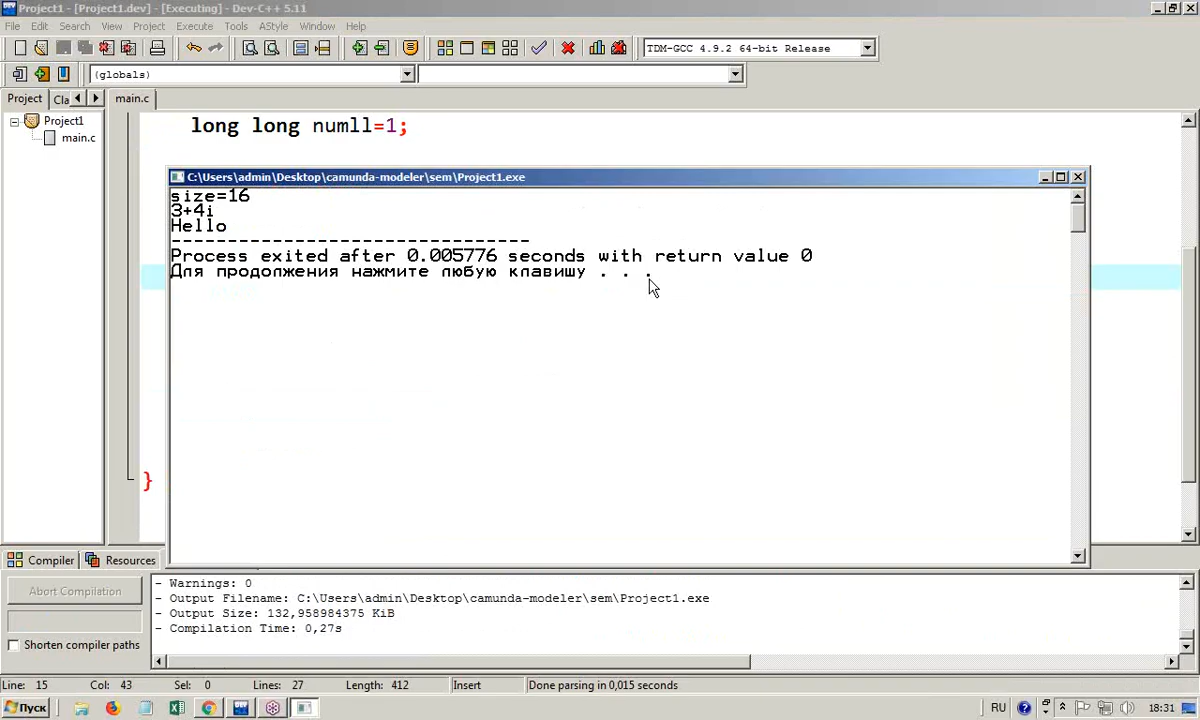 Project1 - [Project1.dev] - [Executing] - Dev-C++ 5.11
File Edit Search View Project Execute Tools AStyle Window Help
TDM-GCC 4.9.2 64-bit Release
(globals)
Project Cla main.c
Project1
main.c
long long numll=1;
C:\Users\admin\Desktop\camunda-modeler\sem\Project1.exe
size=16
3+4i
Hello
--------------------------------
Process exited after 0.005776 seconds with return value 0
Для продолжения нажмите любую клавишу . . .
}
Compiler Resources
Abort Compilation
Shorten compiler paths
- Warnings: 0
- Output Filename: C:\Users\admin\Desktop\camunda-modeler\sem\Project1.exe
- Output Size: 132,958984375 KiB
- Compilation Time: 0,27s
Line: 15 Col: 43 Sel: 0 Lines: 27 Length: 412 Insert Done parsing in 0,015 seconds
Пуск RU 18:31